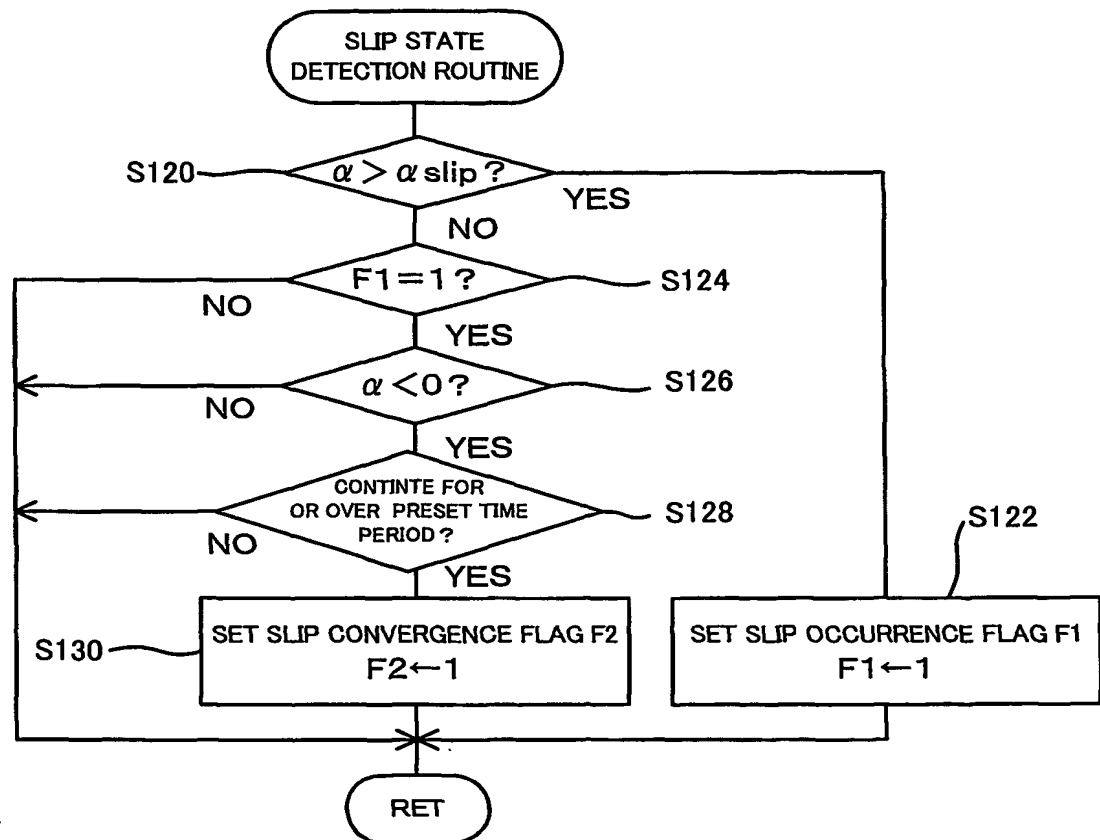 SLIP STATE
DETECTION ROUTINE
S120
α > α slip ?
YES
NO
F1=1?
S124
NO
YES
α<0?
S126
NO
YES
CONTINTE FOR
OR OVER PRESET TIME
PERIOD?
S128
NO
YES
S122
SET SLIP CONVERGENCE FLAG F2
F2←1
S130
SET SLIP OCCURRENCE FLAG F1
F1←1
RET